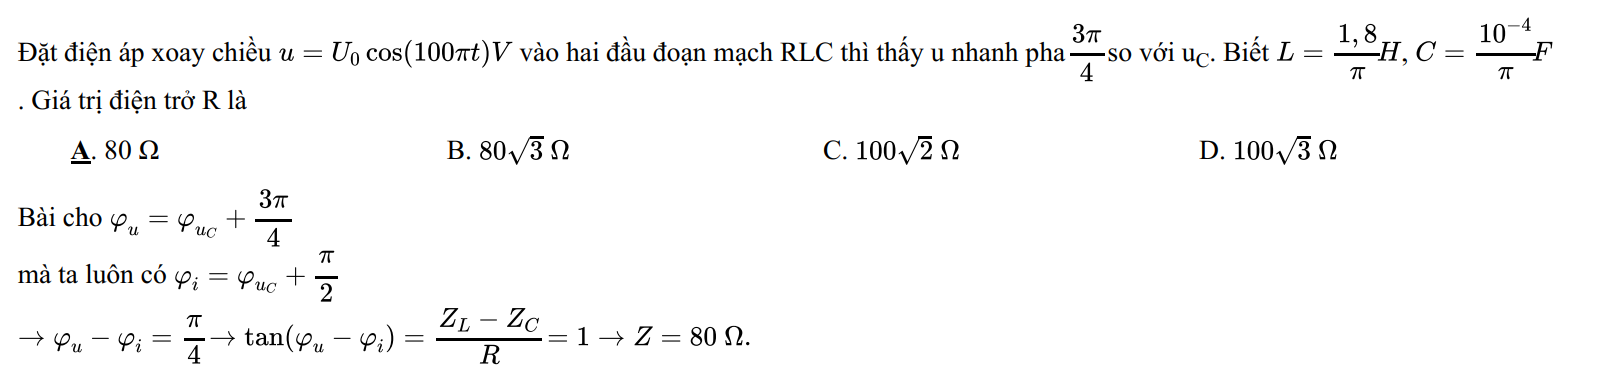 Đặt điện áp xoay chiều $u = U_0 \cos(100\pi t)V$ vào hai đầu đoạn mạch RLC thì thấy u nhanh pha $\frac{3\pi}{4}$ so với u_C. Biết $L = \frac{1,8}{\pi}H, C = \frac{10^{-4}}{\pi}F$
. Giá trị điện trở R là
A. 80 Ω B. $80\sqrt{3}$ Ω C. $100\sqrt{2}$ Ω D. $100\sqrt{3}$ Ω
Bài cho $\varphi_u = \varphi_{u_C} + \frac{3\pi}{4}$
mà ta luôn có $\varphi_i = \varphi_{u_C} + \frac{\pi}{2}$
$\rightarrow \varphi_u - \varphi_i = \frac{\pi}{4} \rightarrow \tan(\varphi_u - \varphi_i) = \frac{Z_L - Z_C}{R} = 1 \rightarrow Z = 80\ \Omega.$